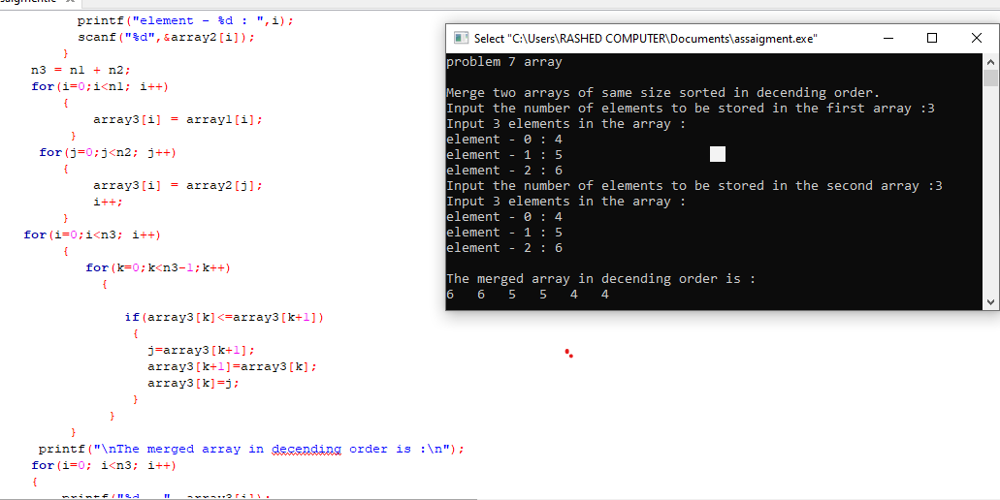 printf("element - %d : ",i);
scanf("%d",&array2[i]);
}
n3 = n1 + n2;
for(i=0;i<n1; i++)
{
array3[i] = array1[i];
}
for(j=0;j<n2; j++)
{
array3[i] = array2[j];
i++;
}
for(i=0;i<n3; i++)
{
for(k=0;k<n3-1;k++)
{
if(array3[k]<=array3[k+1])
{
j=array3[k+1];
array3[k+1]=array3[k];
array3[k]=j;
}
}
}
printf("\nThe merged array in decending order is :\n");
for(i=0; i<n3; i++)
{
Select "C:\Users\RASHED COMPUTER\Documents\assaigment.exe"
problem 7 array
Merge two arrays of same size sorted in decending order.
Input the number of elements to be stored in the first array :3
Input 3 elements in the array :
element - 0 : 4
element - 1 : 5
element - 2 : 6
Input the number of elements to be stored in the second array :3
Input 3 elements in the array :
element - 0 : 4
element - 1 : 5
element - 2 : 6
The merged array in decending order is :
6 6 5 5 4 4